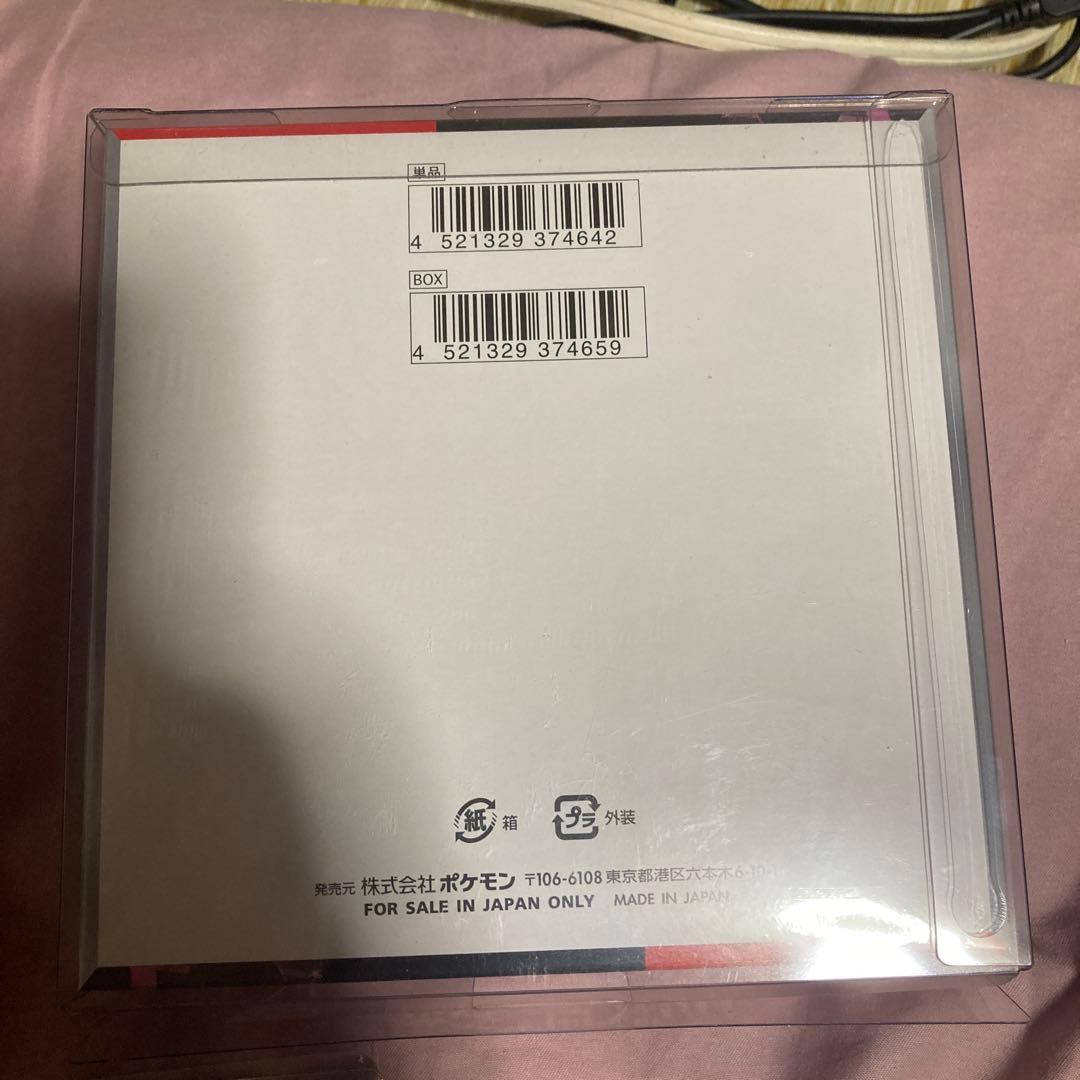 単品
4 521329 374642
BOX
4 521329 374659
紙 箱 プラ 外装
発売元 株式会社 ポケモン 〒106-6108 東京都港区六本木6-10-1
FOR SALE IN JAPAN ONLY MADE IN JAPAN